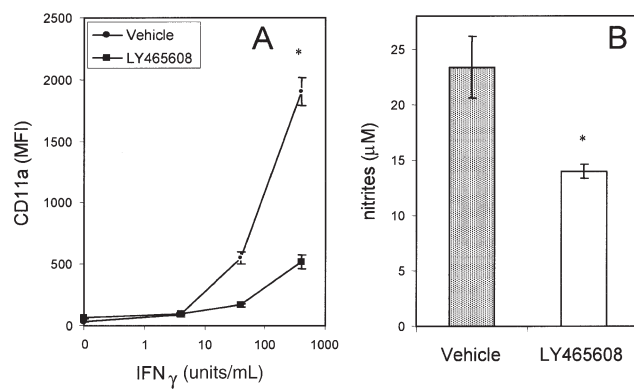 A
Vehicle
LY465608
*
2500
2000
1500
1000
500
0
CD11a (MFI)
0 1 10 100 1000
IFNγ (units/mL)
B
25
20
15
10
5
0
nitrites (μM)
*
Vehicle LY465608